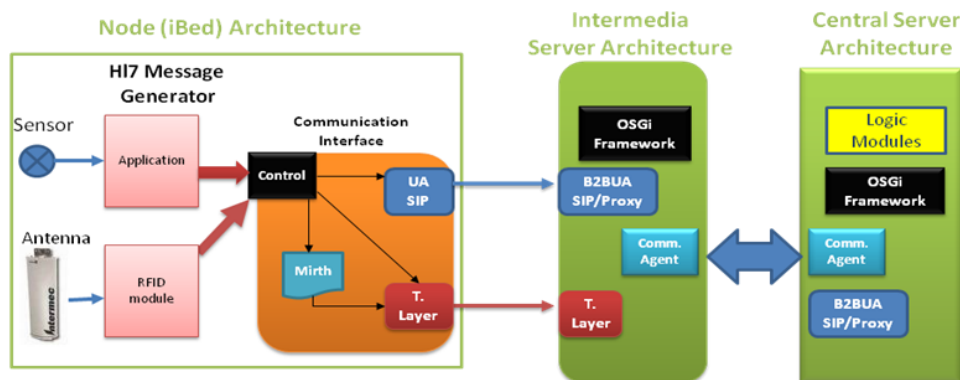 Node (iBed) Architecture
Intermedia
Server Architecture
Central Server
Architecture
Hl7 Message
Generator
Sensor
Application
Communication
Interface
Control
UA
SIP
OSGi
Framework
B2BUA
SIP/Proxy
Logic
Modules
OSGi
Framework
Antenna
Intermec
RFID
module
Mirth
T.
Layer
Comm.
Agent
T.
Layer
Comm.
Agent
B2BUA
SIP/Proxy